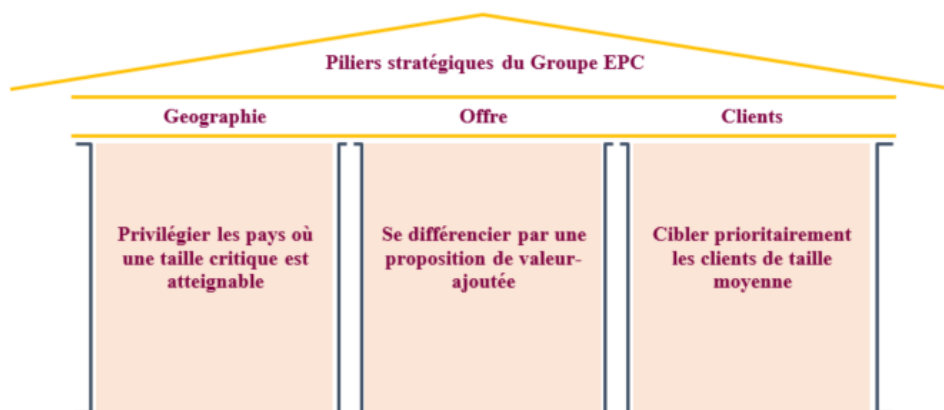 Piliers stratégiques du Groupe EPC
Geographie
Offre
Clients
Privilégier les pays où
une taille critique est
atteignable
Se différencier par une
proposition de valeur-
ajoutée
Cibler prioritairement
les clients de taille
moyenne